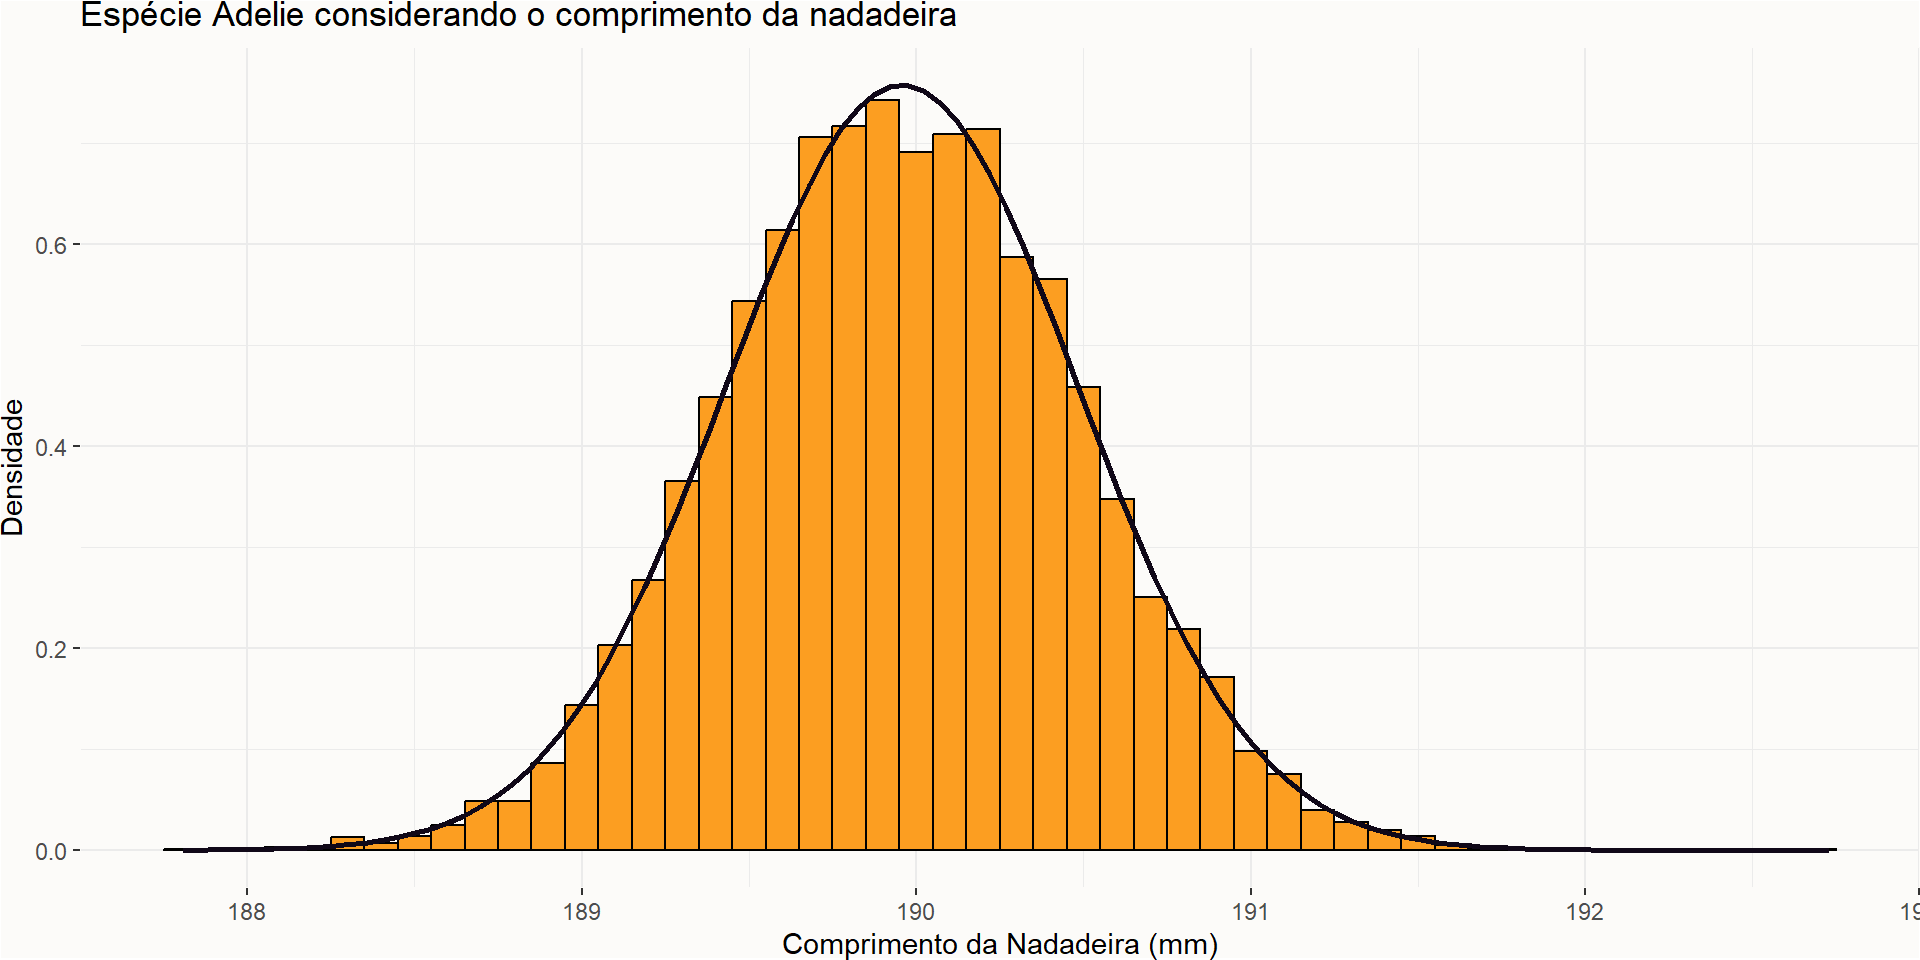 Espécie Adelie considerando o comprimento da nadadeira
Densidade
0.6
0.4
0.2
0.0
188 189 190 191 192 19
Comprimento da Nadadeira (mm)